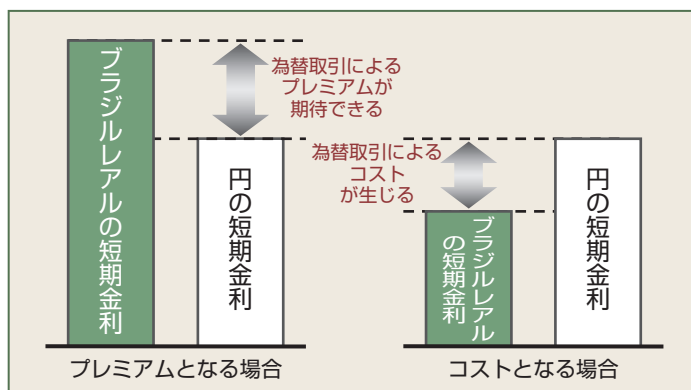 ブラジルレアルの短期金利
為替取引による
プレミアムが
期待できる
円の短期金利
プレミアムとなる場合
為替取引による
コスト
が生じる
ブラジルレアル
の短期金利
円の短期金利
コストとなる場合